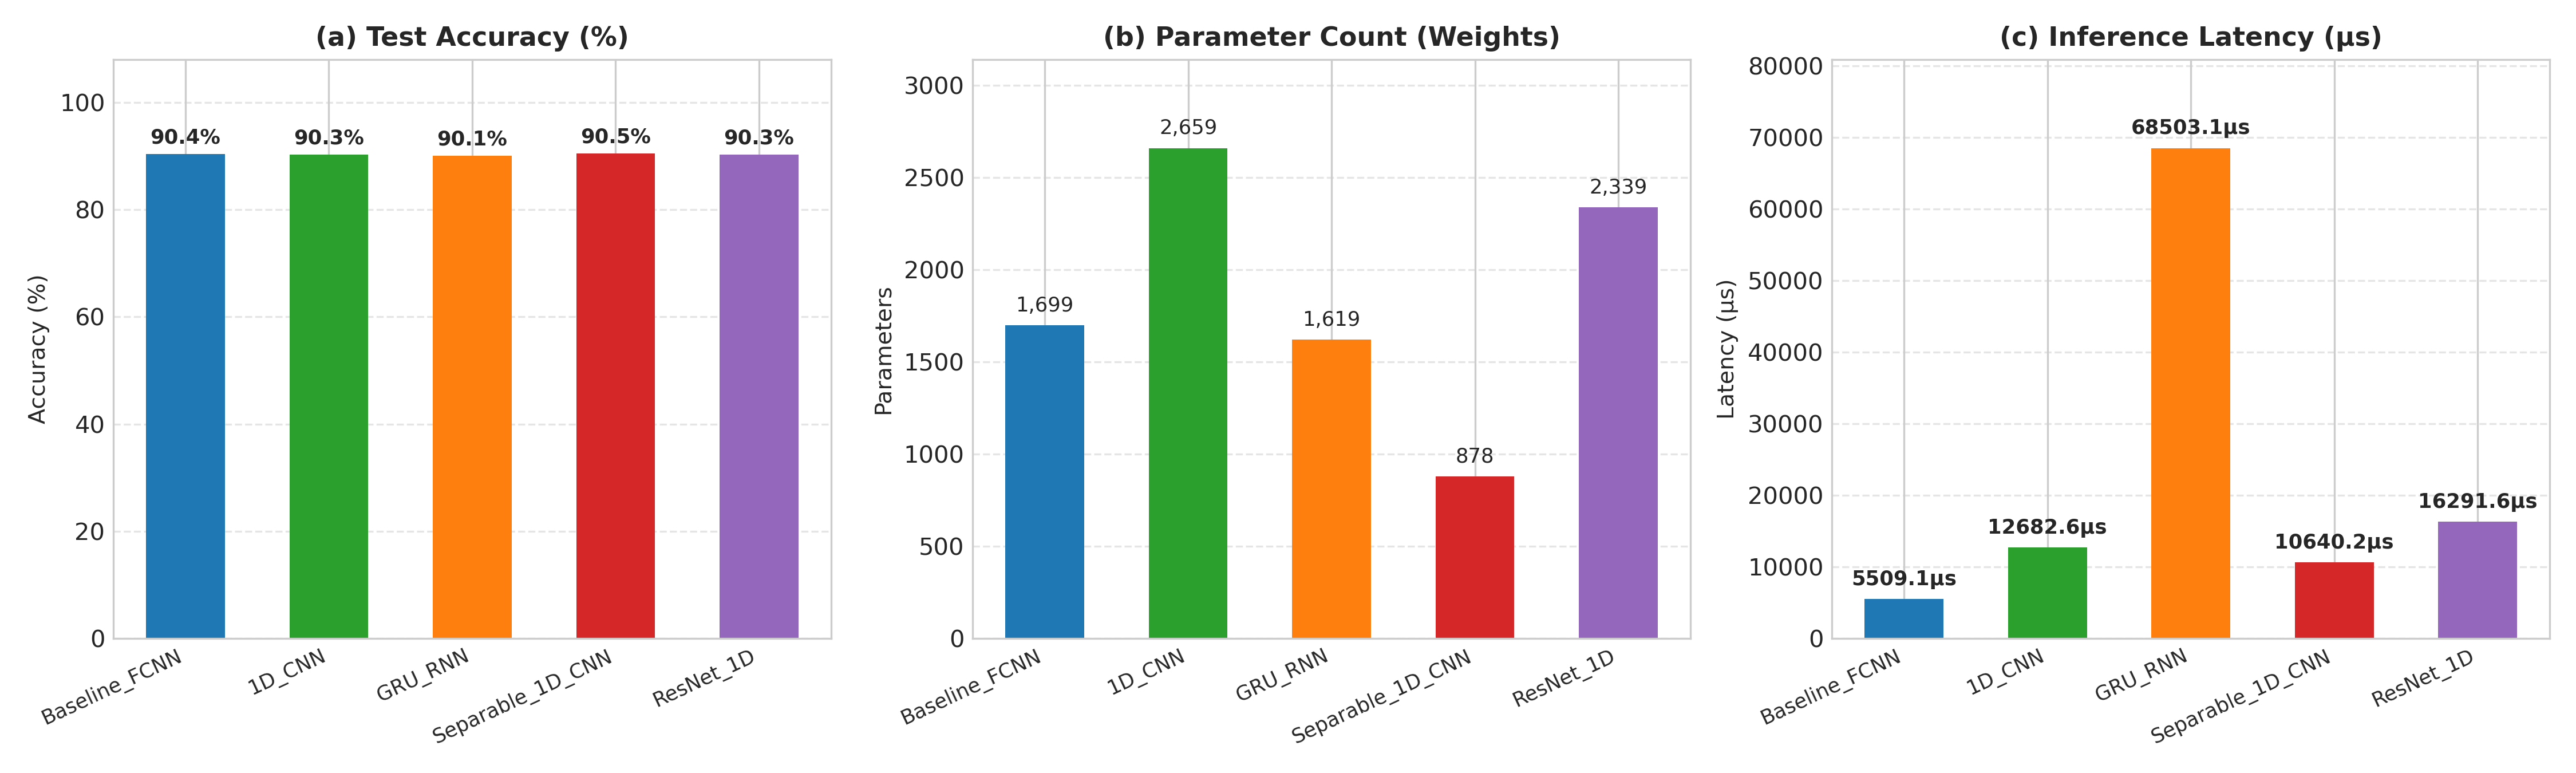 (a) Test Accuracy (%)
Accuracy (%)
100
80
60
40
20
0
90.4%
90.3%
90.1%
90.5%
90.3%
Baseline_FCNN
1D_CNN
GRU_RNN
Separable_1D_CNN
ResNet_1D
(b) Parameter Count (Weights)
Parameters
3000
2500
2000
1500
1000
500
0
1,699
2,659
1,619
878
2,339
Baseline_FCNN
1D_CNN
GRU_RNN
Separable_1D_CNN
ResNet_1D
(c) Inference Latency (µs)
Latency (µs)
80000
70000
60000
50000
40000
30000
20000
10000
0
5509.1µs
12682.6µs
68503.1µs
10640.2µs
16291.6µs
Baseline_FCNN
1D_CNN
GRU_RNN
Separable_1D_CNN
ResNet_1D